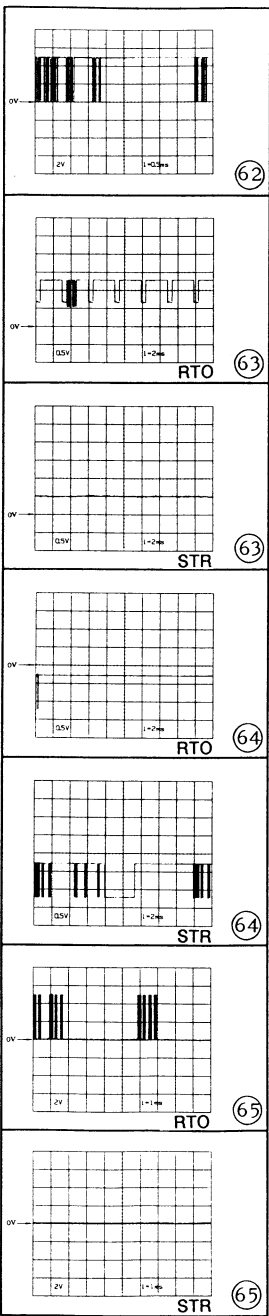 0V
2V t=0.5ms
62
0V
0.5V t=2ms
RTO 63
0V
0.5V t=2ms
STR 63
0V
0.5V t=2ms
RTO 64
0.5V t=2ms
STR 64
0V
2V t=1ms
RTO 65
0V
2V t=1ms
STR 65